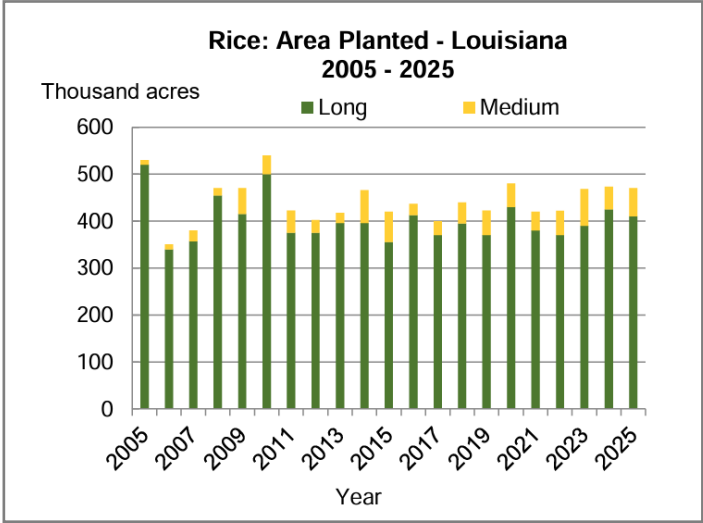 Rice: Area Planted - Louisiana
2005 - 2025
Thousand acres
Long Medium
600
500
400
300
200
100
0
2005 2007 2009 2011 2013 2015 2017 2019 2021 2023 2025
Year